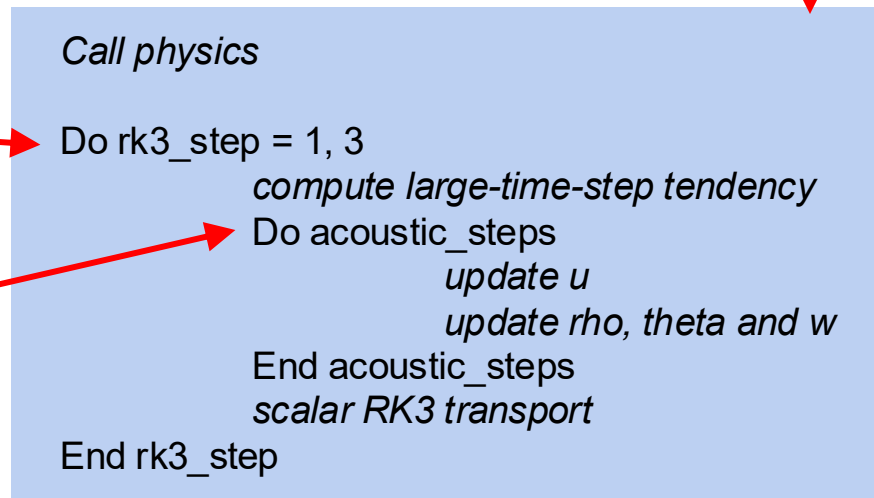 Call physics
Do rk3_step = 1, 3
compute large-time-step tendency
Do acoustic_steps
update u
update rho, theta and w
End acoustic_steps
scalar RK3 transport
End rk3_step